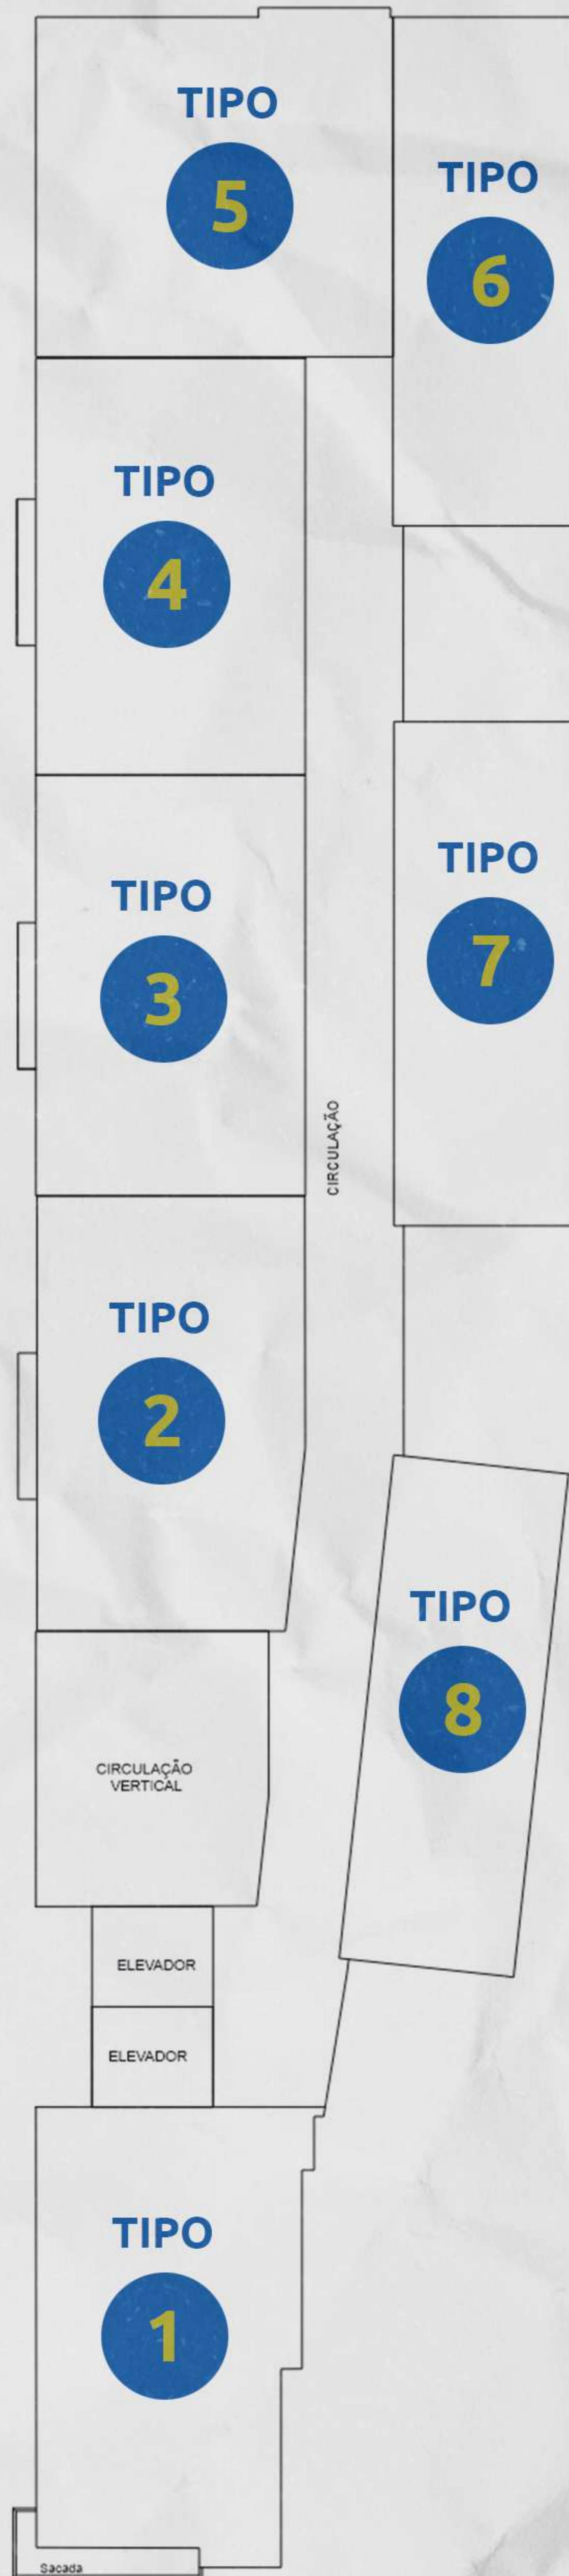 TIPO
5
TIPO
6
TIPO
4
TIPO
7
TIPO
3
CIRCULAÇÃO
TIPO
2
TIPO
8
CIRCULAÇÃO
VERTICAL
ELEVADOR
ELEVADOR
TIPO
1
Sacada